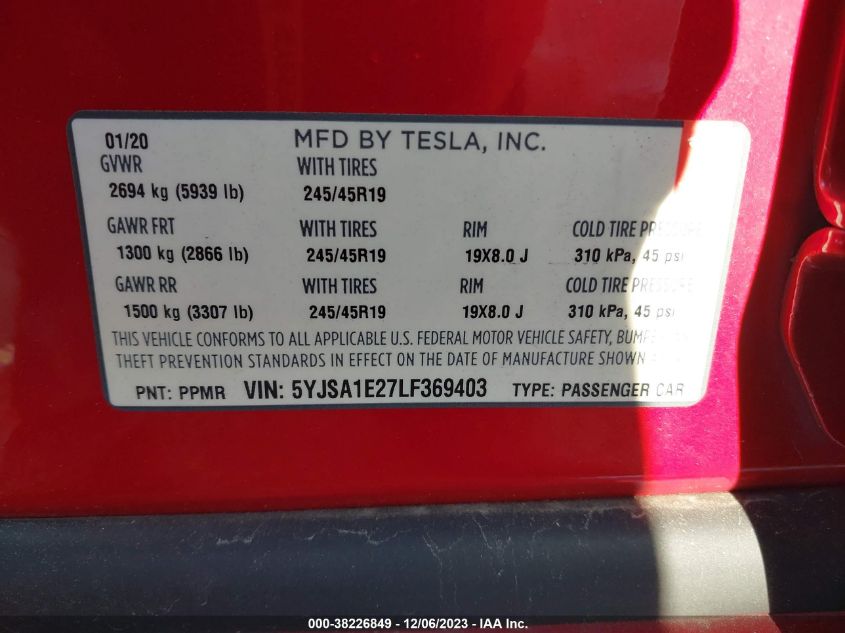 01/20 MFD BY TESLA, INC.
GVWR WITH TIRES
2694 kg (5939 lb) 245/45R19
GAWR FRT WITH TIRES RIM COLD TIRE PRESSURE
1300 kg (2866 lb) 245/45R19 19X8.0 J 310 kPa, 45 psi
GAWR RR WITH TIRES RIM COLD TIRE PRESSURE
1500 kg (3307 lb) 245/45R19 19X8.0 J 310 kPa, 45 psi
THIS VEHICLE CONFORMS TO ALL APPLICABLE U.S. FEDERAL MOTOR VEHICLE SAFETY,
THEFT PREVENTION STANDARDS IN EFFECT ON THE DATE OF MANUFACTURE SHOWN
PNT: PPMR VIN: 5YJSA1E27LF369403 TYPE: PASSENGER CAR
000-38226849 - 12/06/2023 - IAA Inc.